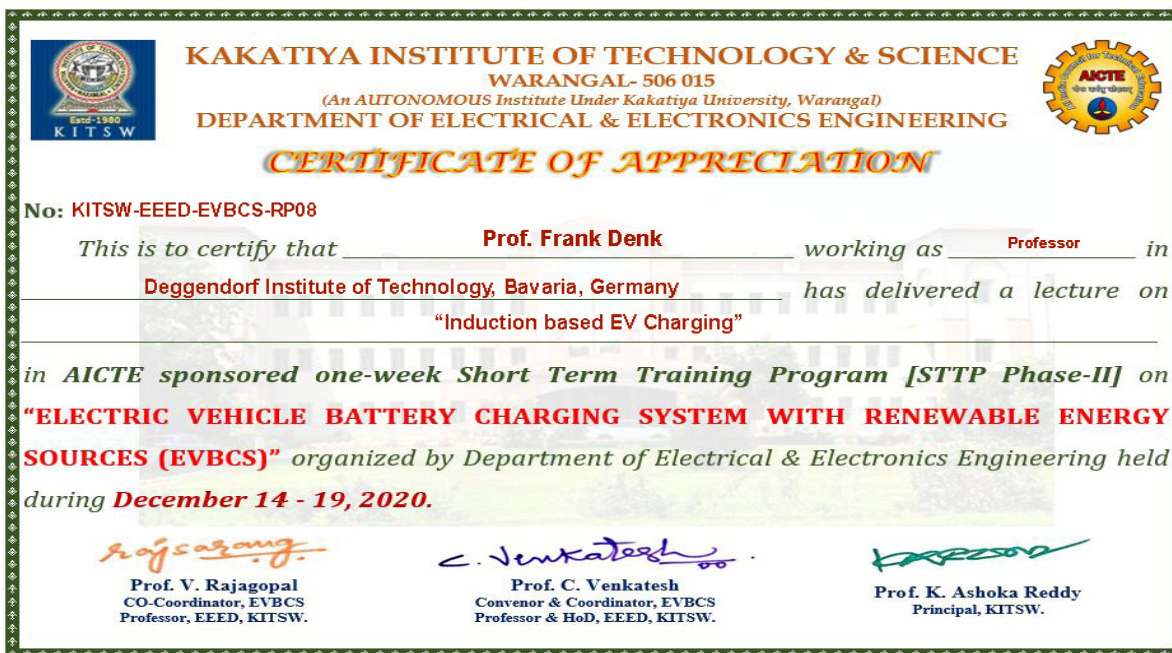 KAKATIYA INSTITUTE OF TECHNOLOGY & SCIENCE
WARANGAL- 506 015
(An AUTONOMOUS Institute Under Kakatiya University, Warangal)
DEPARTMENT OF ELECTRICAL & ELECTRONICS ENGINEERING
Estd-1980
KITSW
AICTE
CERTIFICATE OF APPRECIATION
No: KITSW-EEED-EVBCS-RP08
This is to certify that Prof. Frank Denk working as Professor in
Deggendorf Institute of Technology, Bavaria, Germany has delivered a lecture on
“Induction based EV Charging”
in AICTE sponsored one-week Short Term Training Program [STTP Phase-II] on
“ELECTRIC VEHICLE BATTERY CHARGING SYSTEM WITH RENEWABLE ENERGY
SOURCES (EVBCS)” organized by Department of Electrical & Electronics Engineering held
during December 14 - 19, 2020.
rajsarang
C. Venkatesh
Prof. V. Rajagopal
CO-Coordinator, EVBCS
Professor, EEED, KITSW.
Prof. C. Venkatesh
Convenor & Coordinator, EVBCS
Professor & HoD, EEED, KITSW.
Prof. K. Ashoka Reddy
Principal, KITSW.